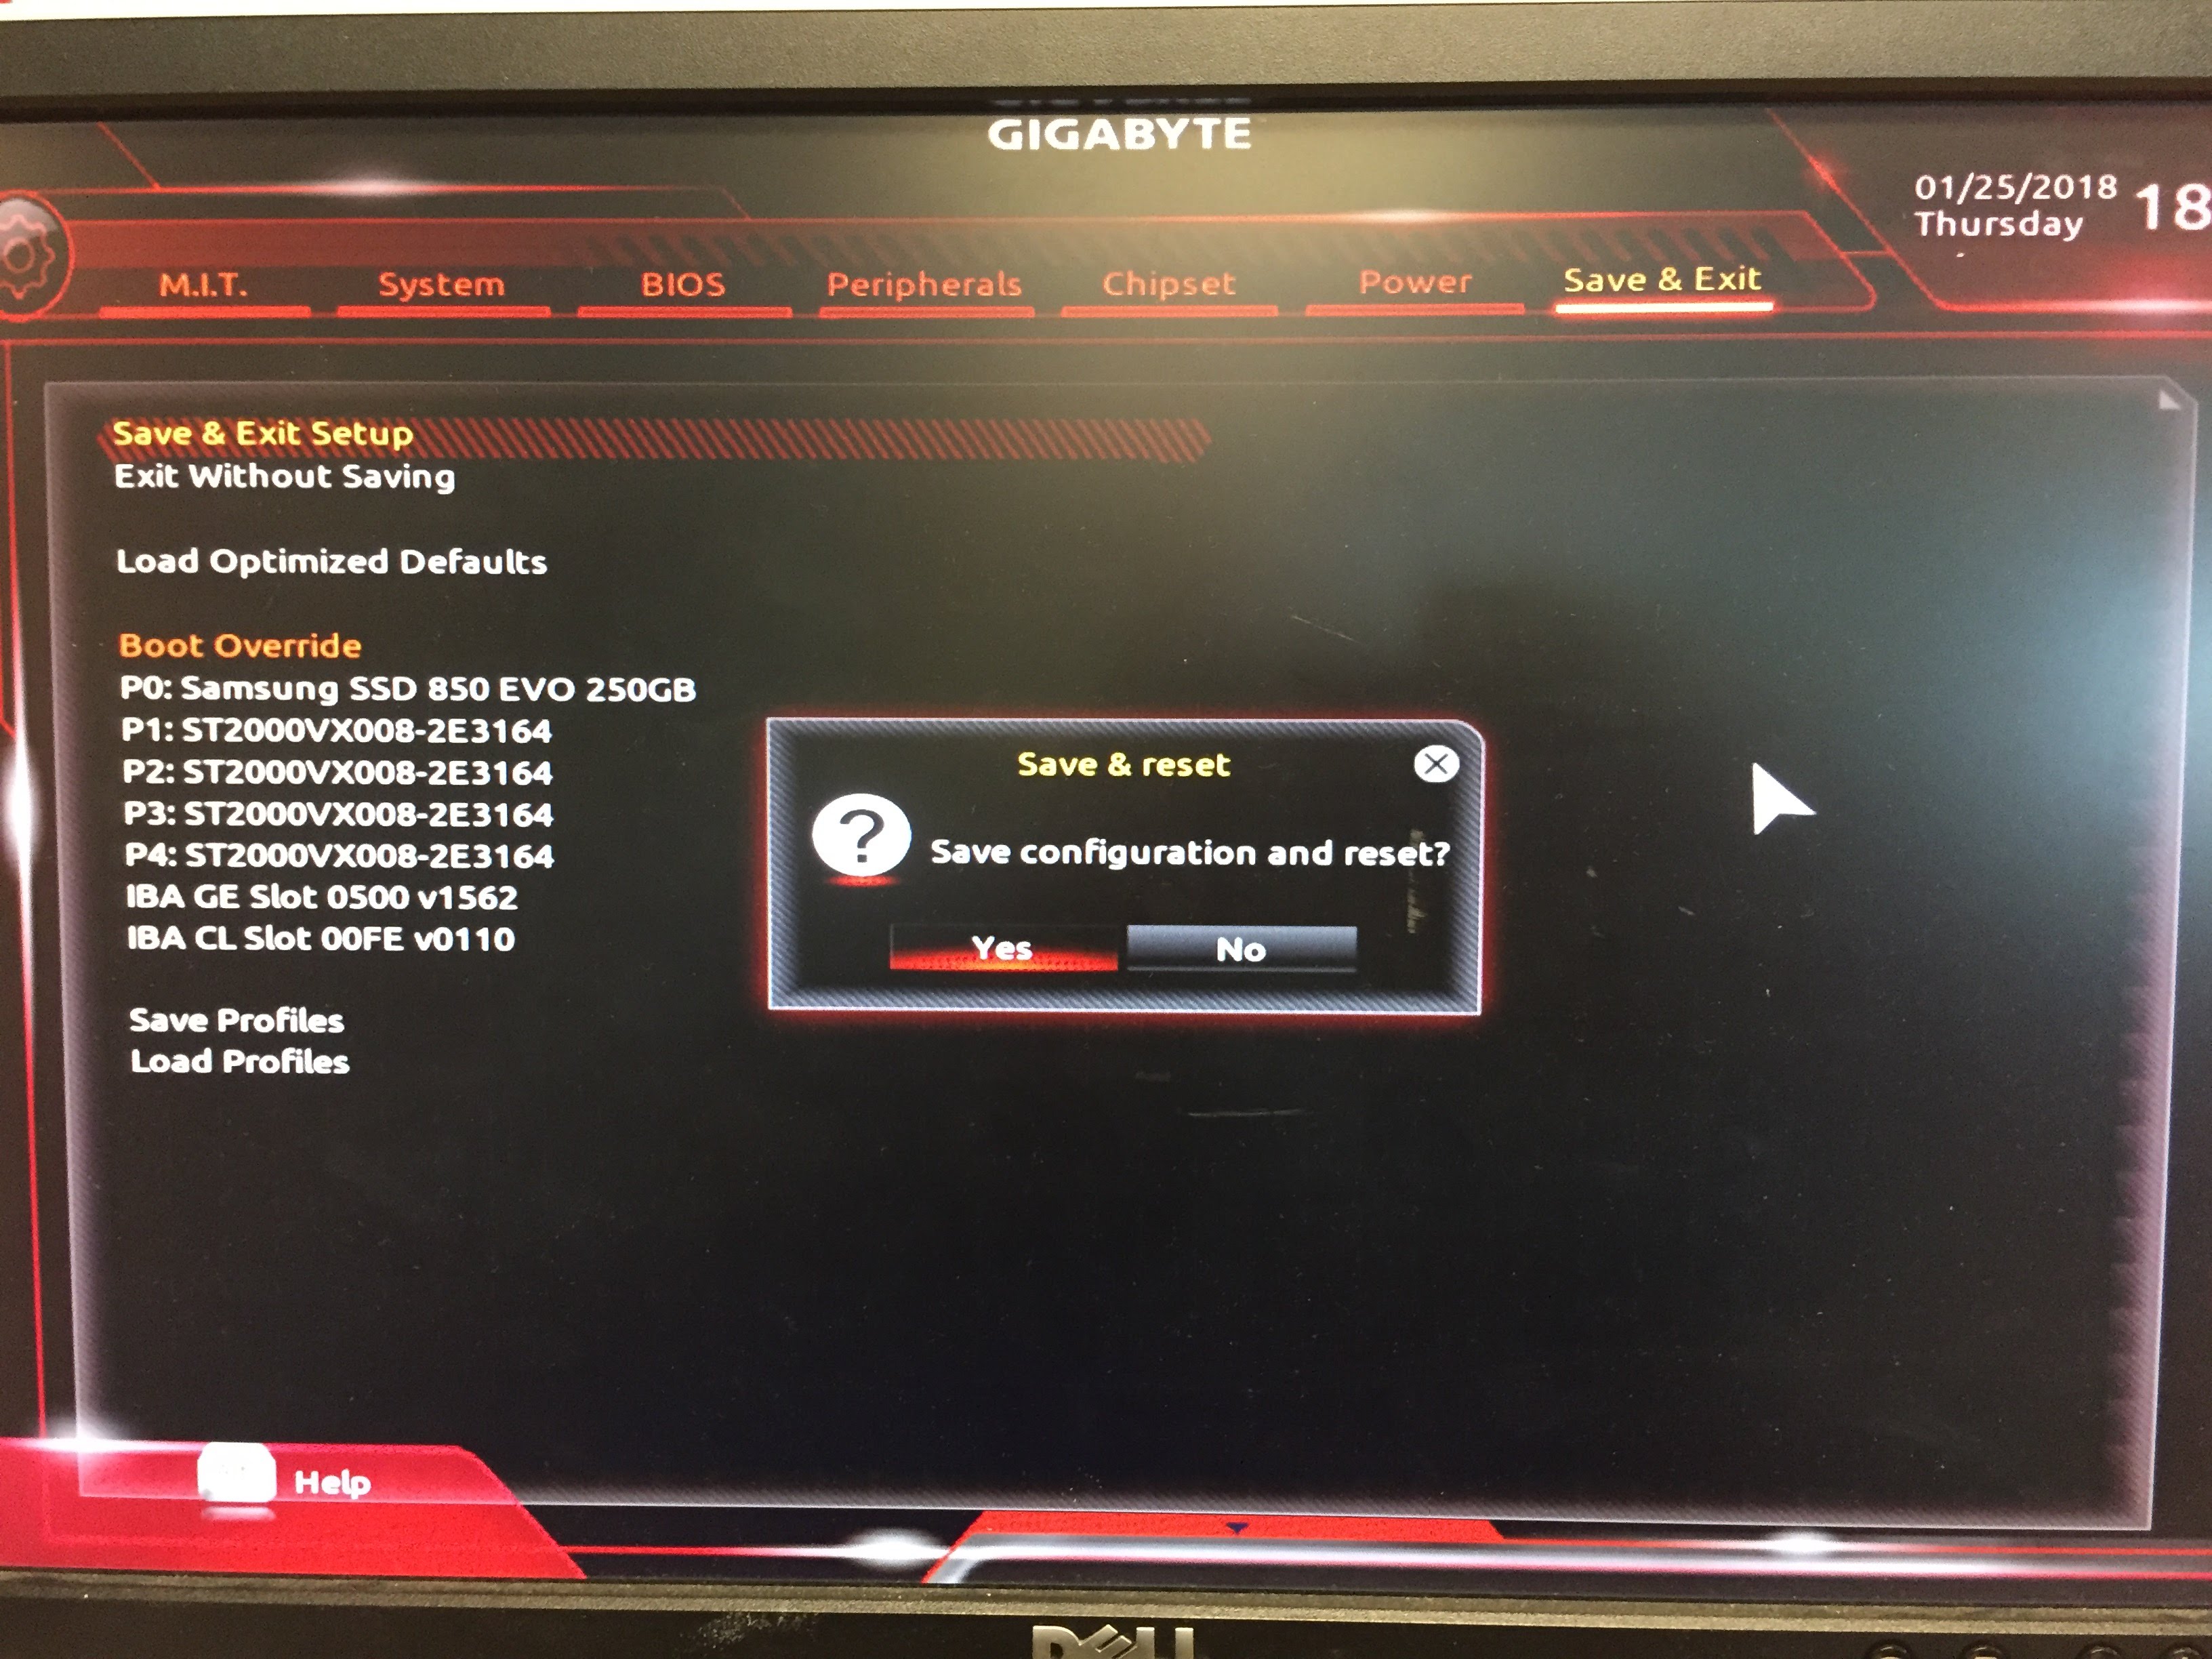 GIGABYTE
01/25/2018
Thursday
18
M.I.T.
System
BIOS
Peripherals
Chipset
Power
Save & Exit
Save & Exit Setup
Exit Without Saving
Load Optimized Defaults
Boot Override
P0: Samsung SSD 850 EVO 250GB
P1: ST2000VX008-2E3164
P2: ST2000VX008-2E3164
P3: ST2000VX008-2E3164
P4: ST2000VX008-2E3164
IBA GE Slot 0500 v1562
IBA CL Slot 00FE v0110
Save Profiles
Load Profiles
Save & reset
?
Save configuration and reset?
Yes
No
Help
DELL